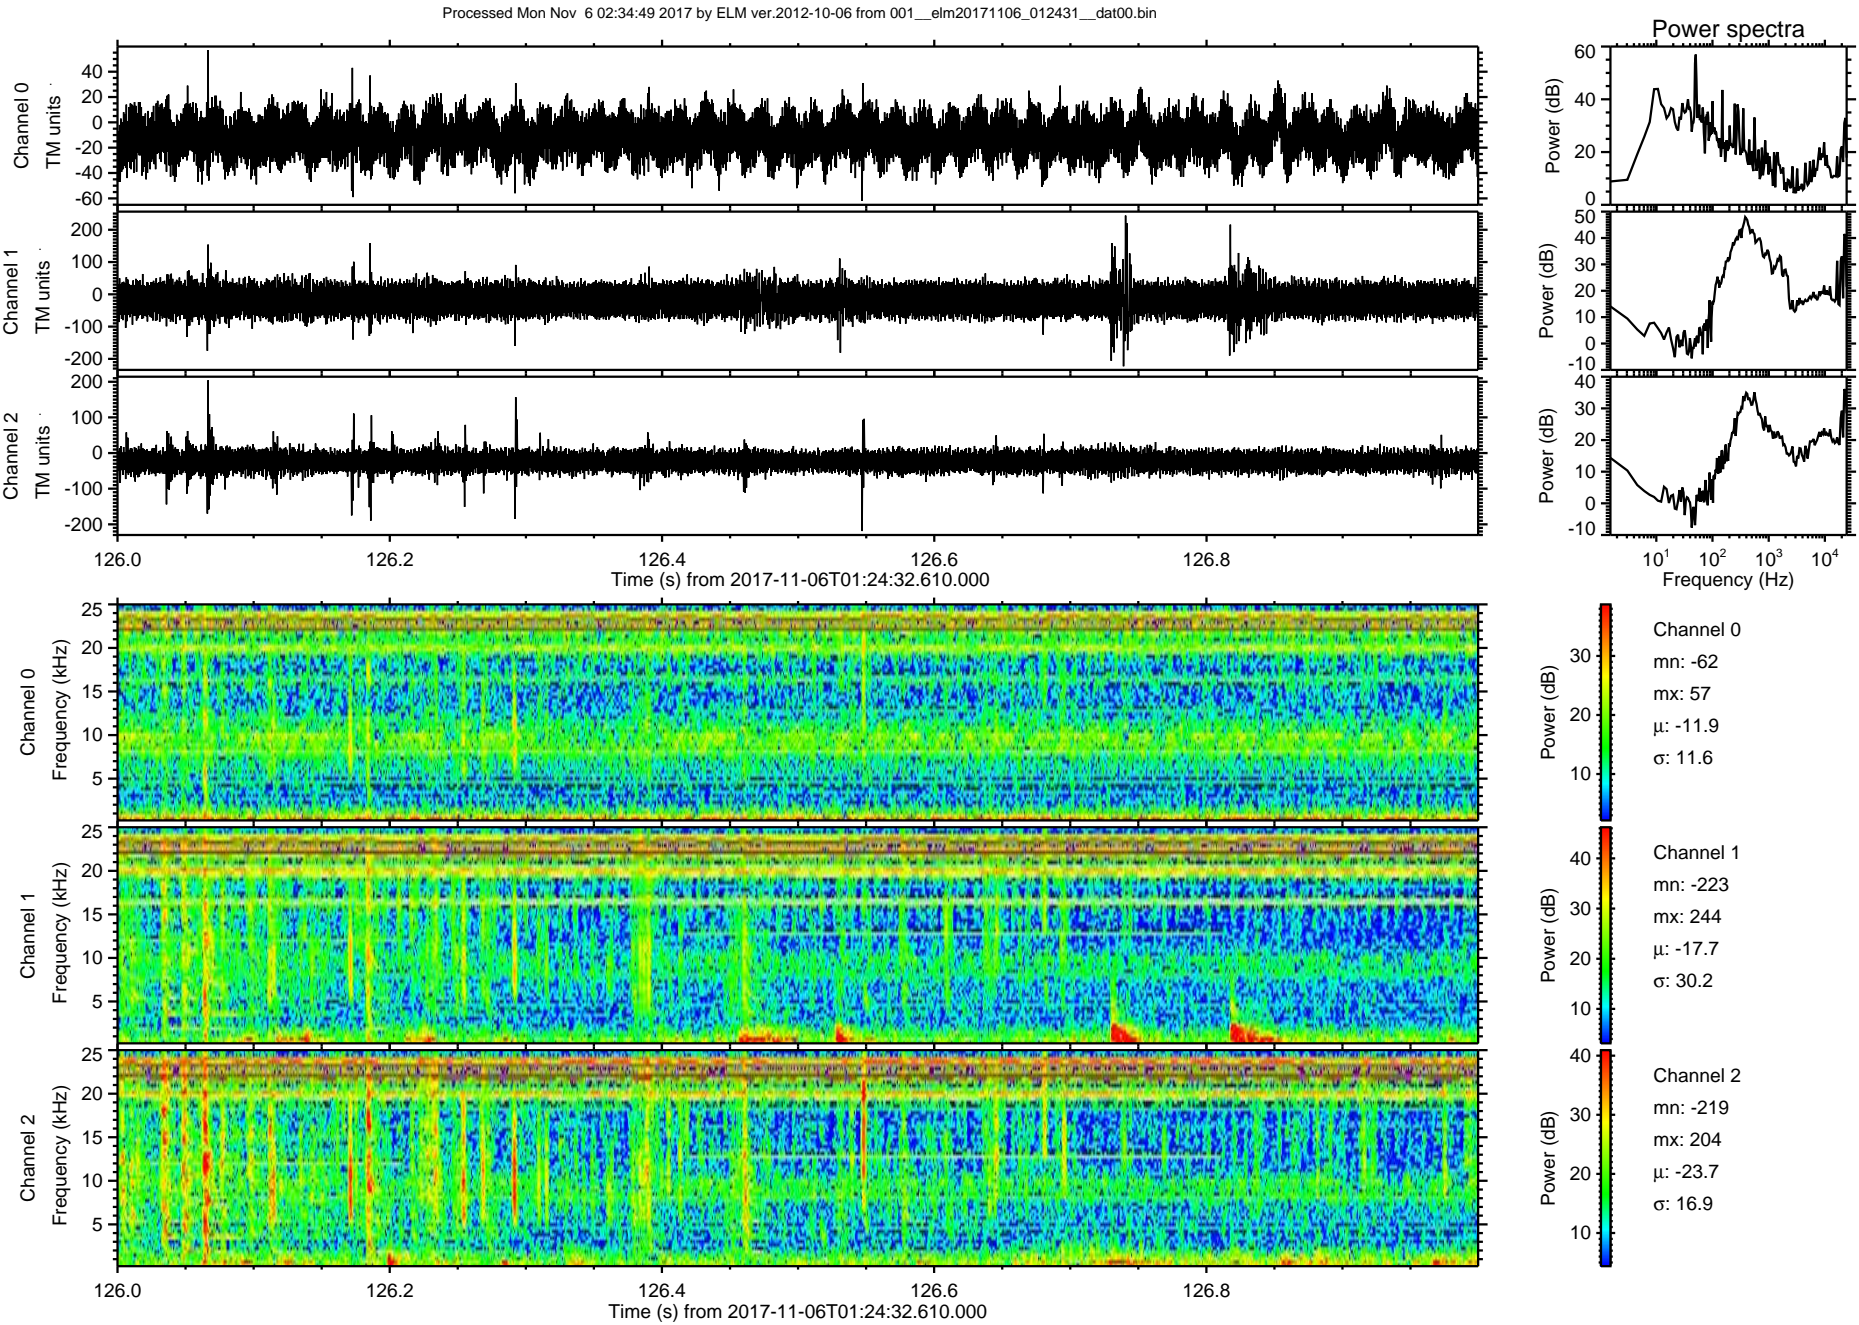 Processed Mon Nov  6 02:34:49 2017 by ELM ver.2012-10-06 from 001__elm20171106_012431__dat00.bin
Power spectra
Channel 0
TM units
40
20
0
-20
-40
-60
Power (dB)
60
40
20
0
Channel 1
TM units
200
100
0
-100
-200
Power (dB)
50
40
30
20
10
0
-10
Channel 2
TM units
200
100
0
-100
-200
Power (dB)
40
30
20
10
0
-10
126.0 126.2 126.4 126.6 126.8
Time (s) from 2017-11-06T01:24:32.610.000
10¹ 10² 10³ 10⁴
Frequency (Hz)
Channel 0
Frequency (kHz)
25
20
15
10
5
Power (dB)
30
20
10
Channel 0
mn: -62
mx: 57
μ: -11.9
σ: 11.6
Channel 1
Frequency (kHz)
25
20
15
10
5
Power (dB)
40
30
20
10
Channel 1
mn: -223
mx: 244
μ: -17.7
σ: 30.2
Channel 2
Frequency (kHz)
25
20
15
10
5
Power (dB)
40
30
20
10
Channel 2
mn: -219
mx: 204
μ: -23.7
σ: 16.9
126.0 126.2 126.4 126.6 126.8
Time (s) from 2017-11-06T01:24:32.610.000